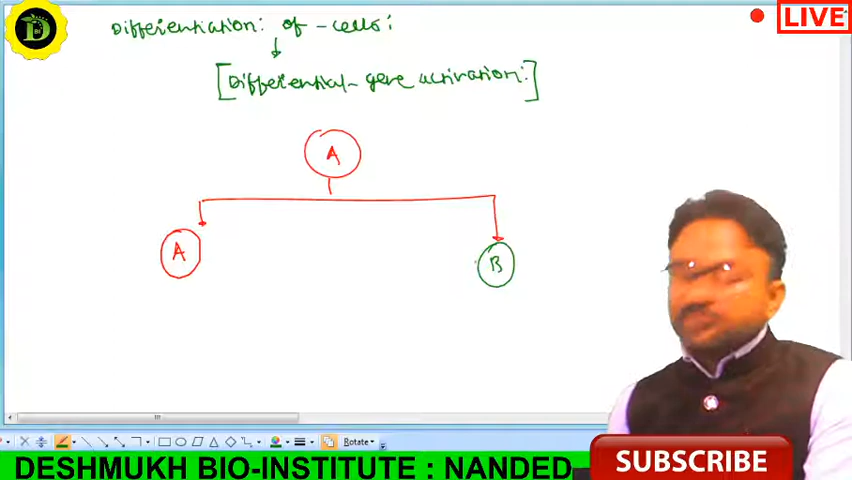 Differentiation: of - cells:
LIVE
D
[Differential - gene activation:]
A
A
B
Rotate
DESHMUKH BIO-INSTITUTE : NANDED
SUBSCRIBE